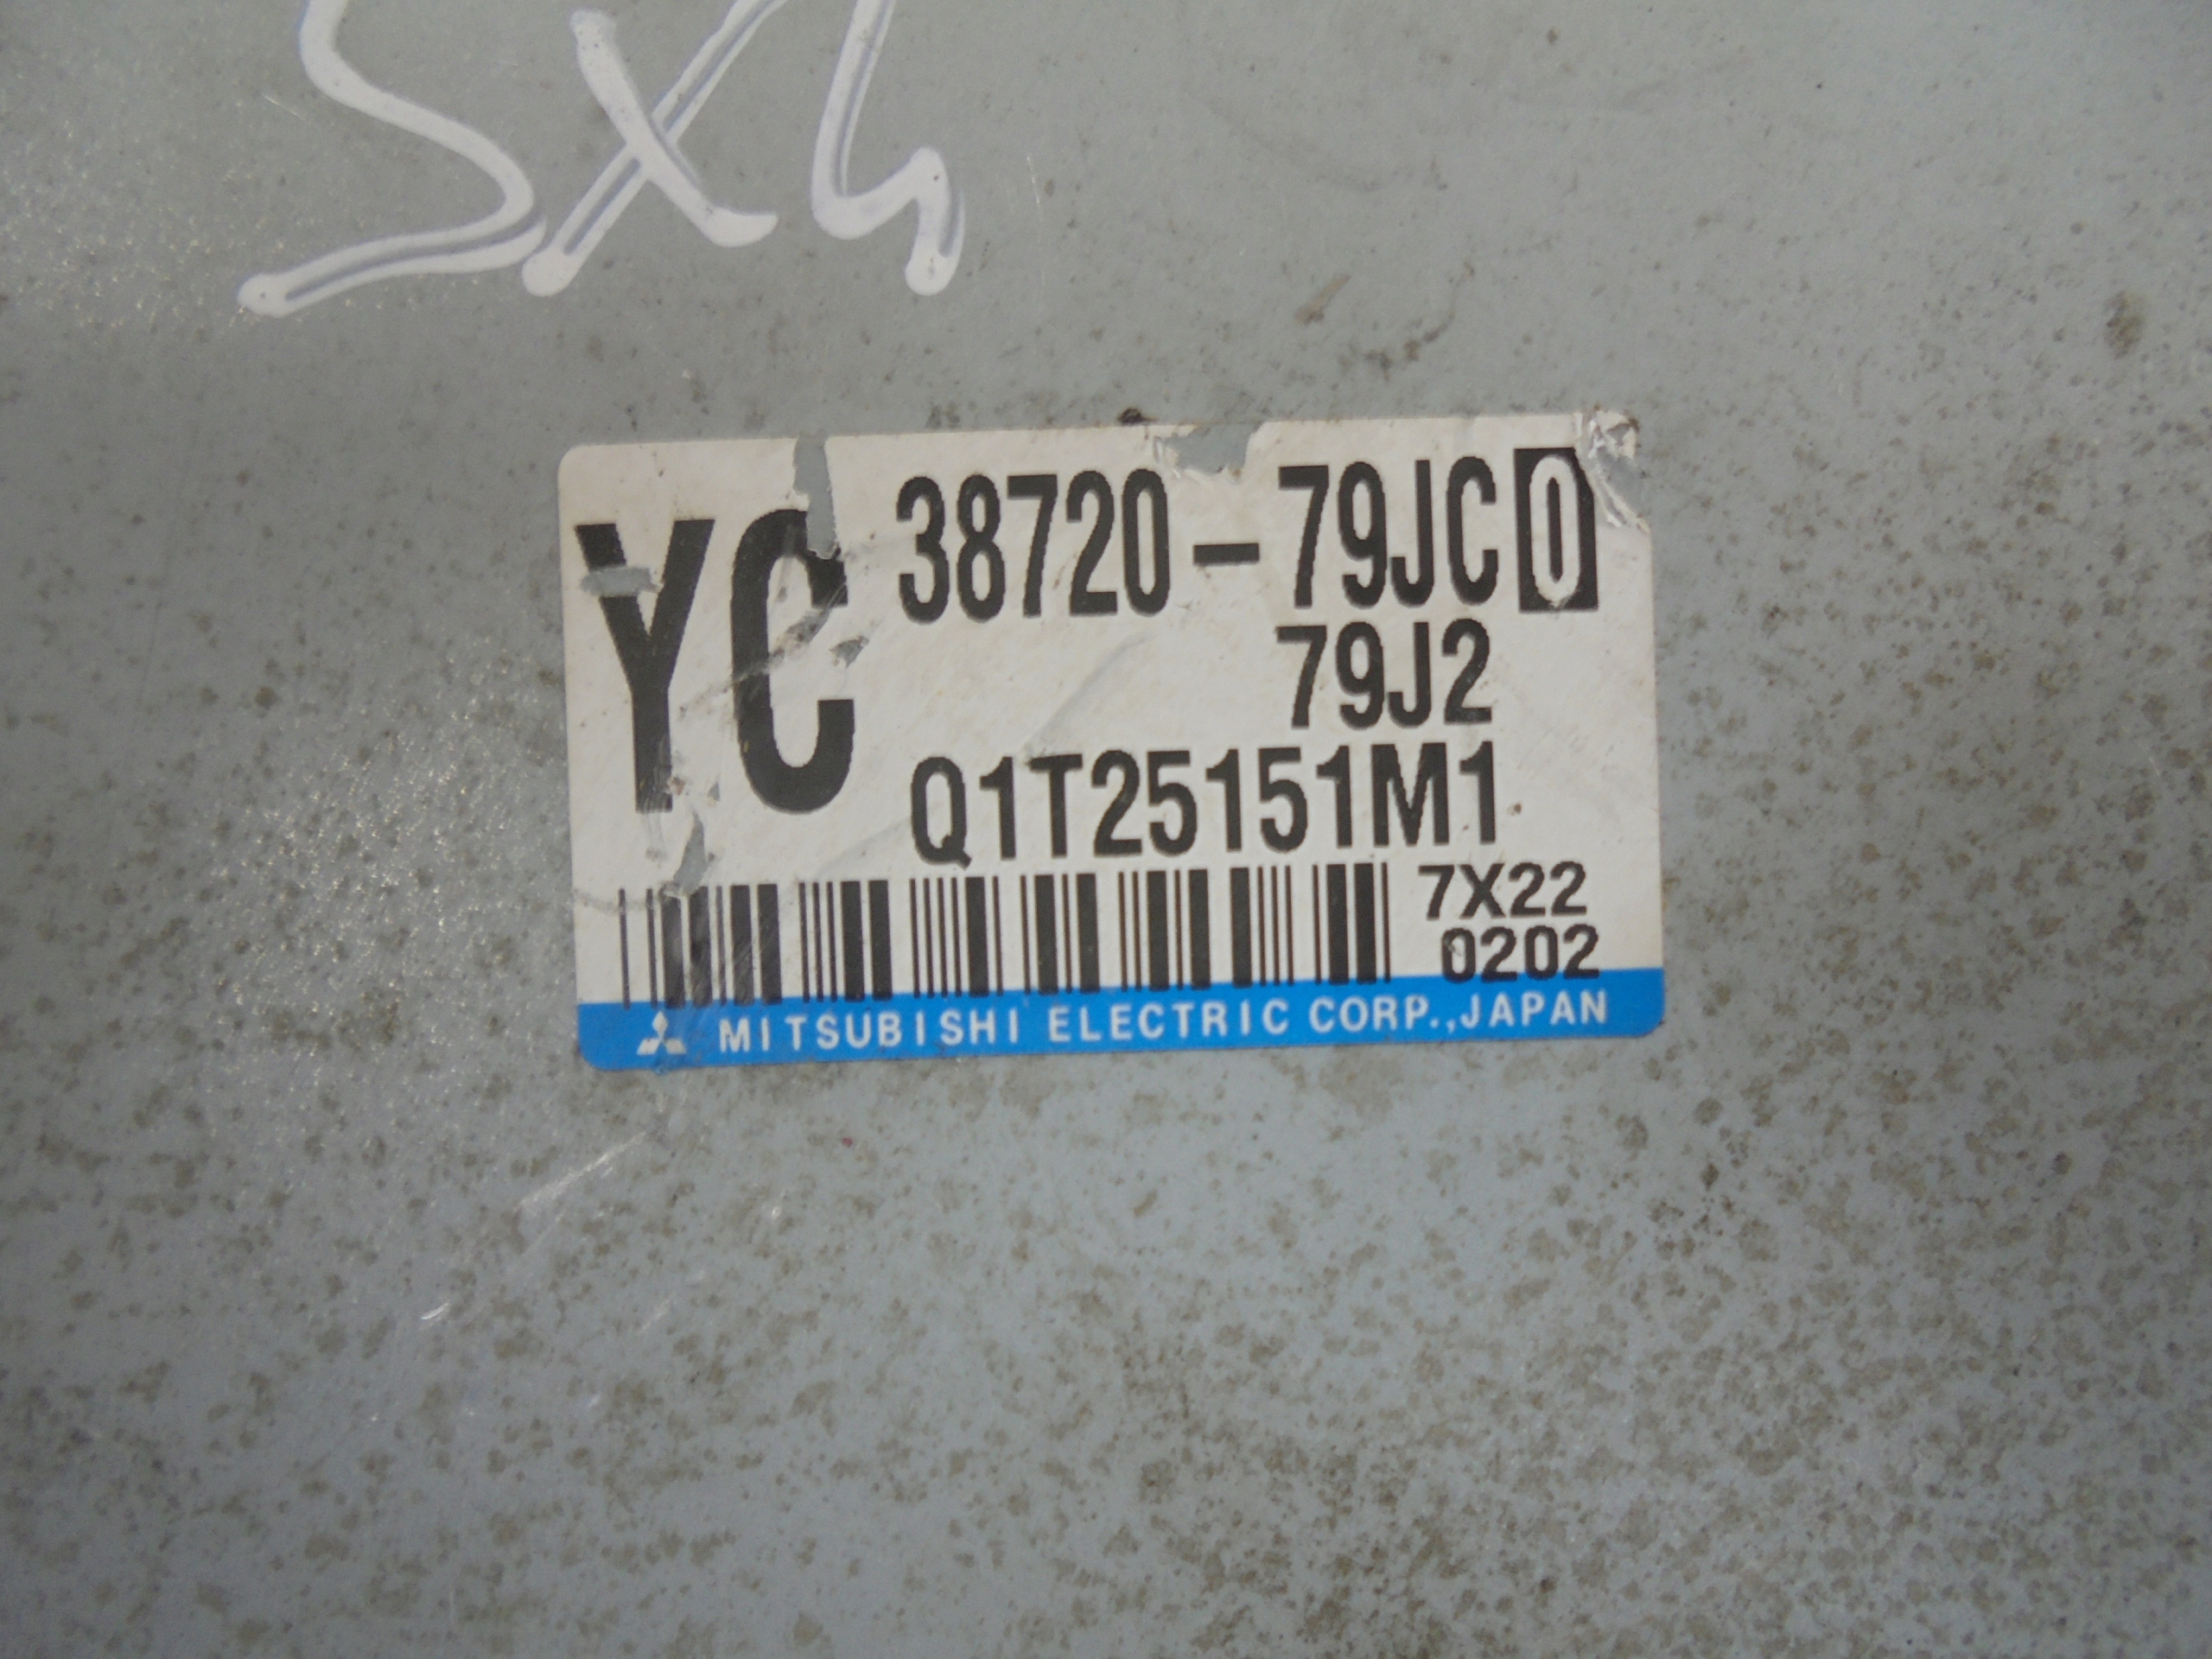 SX4
YC
38720-79JC0
79J2
Q1T25151M1
7X22
0202
MITSUBISHI ELECTRIC CORP.,JAPAN